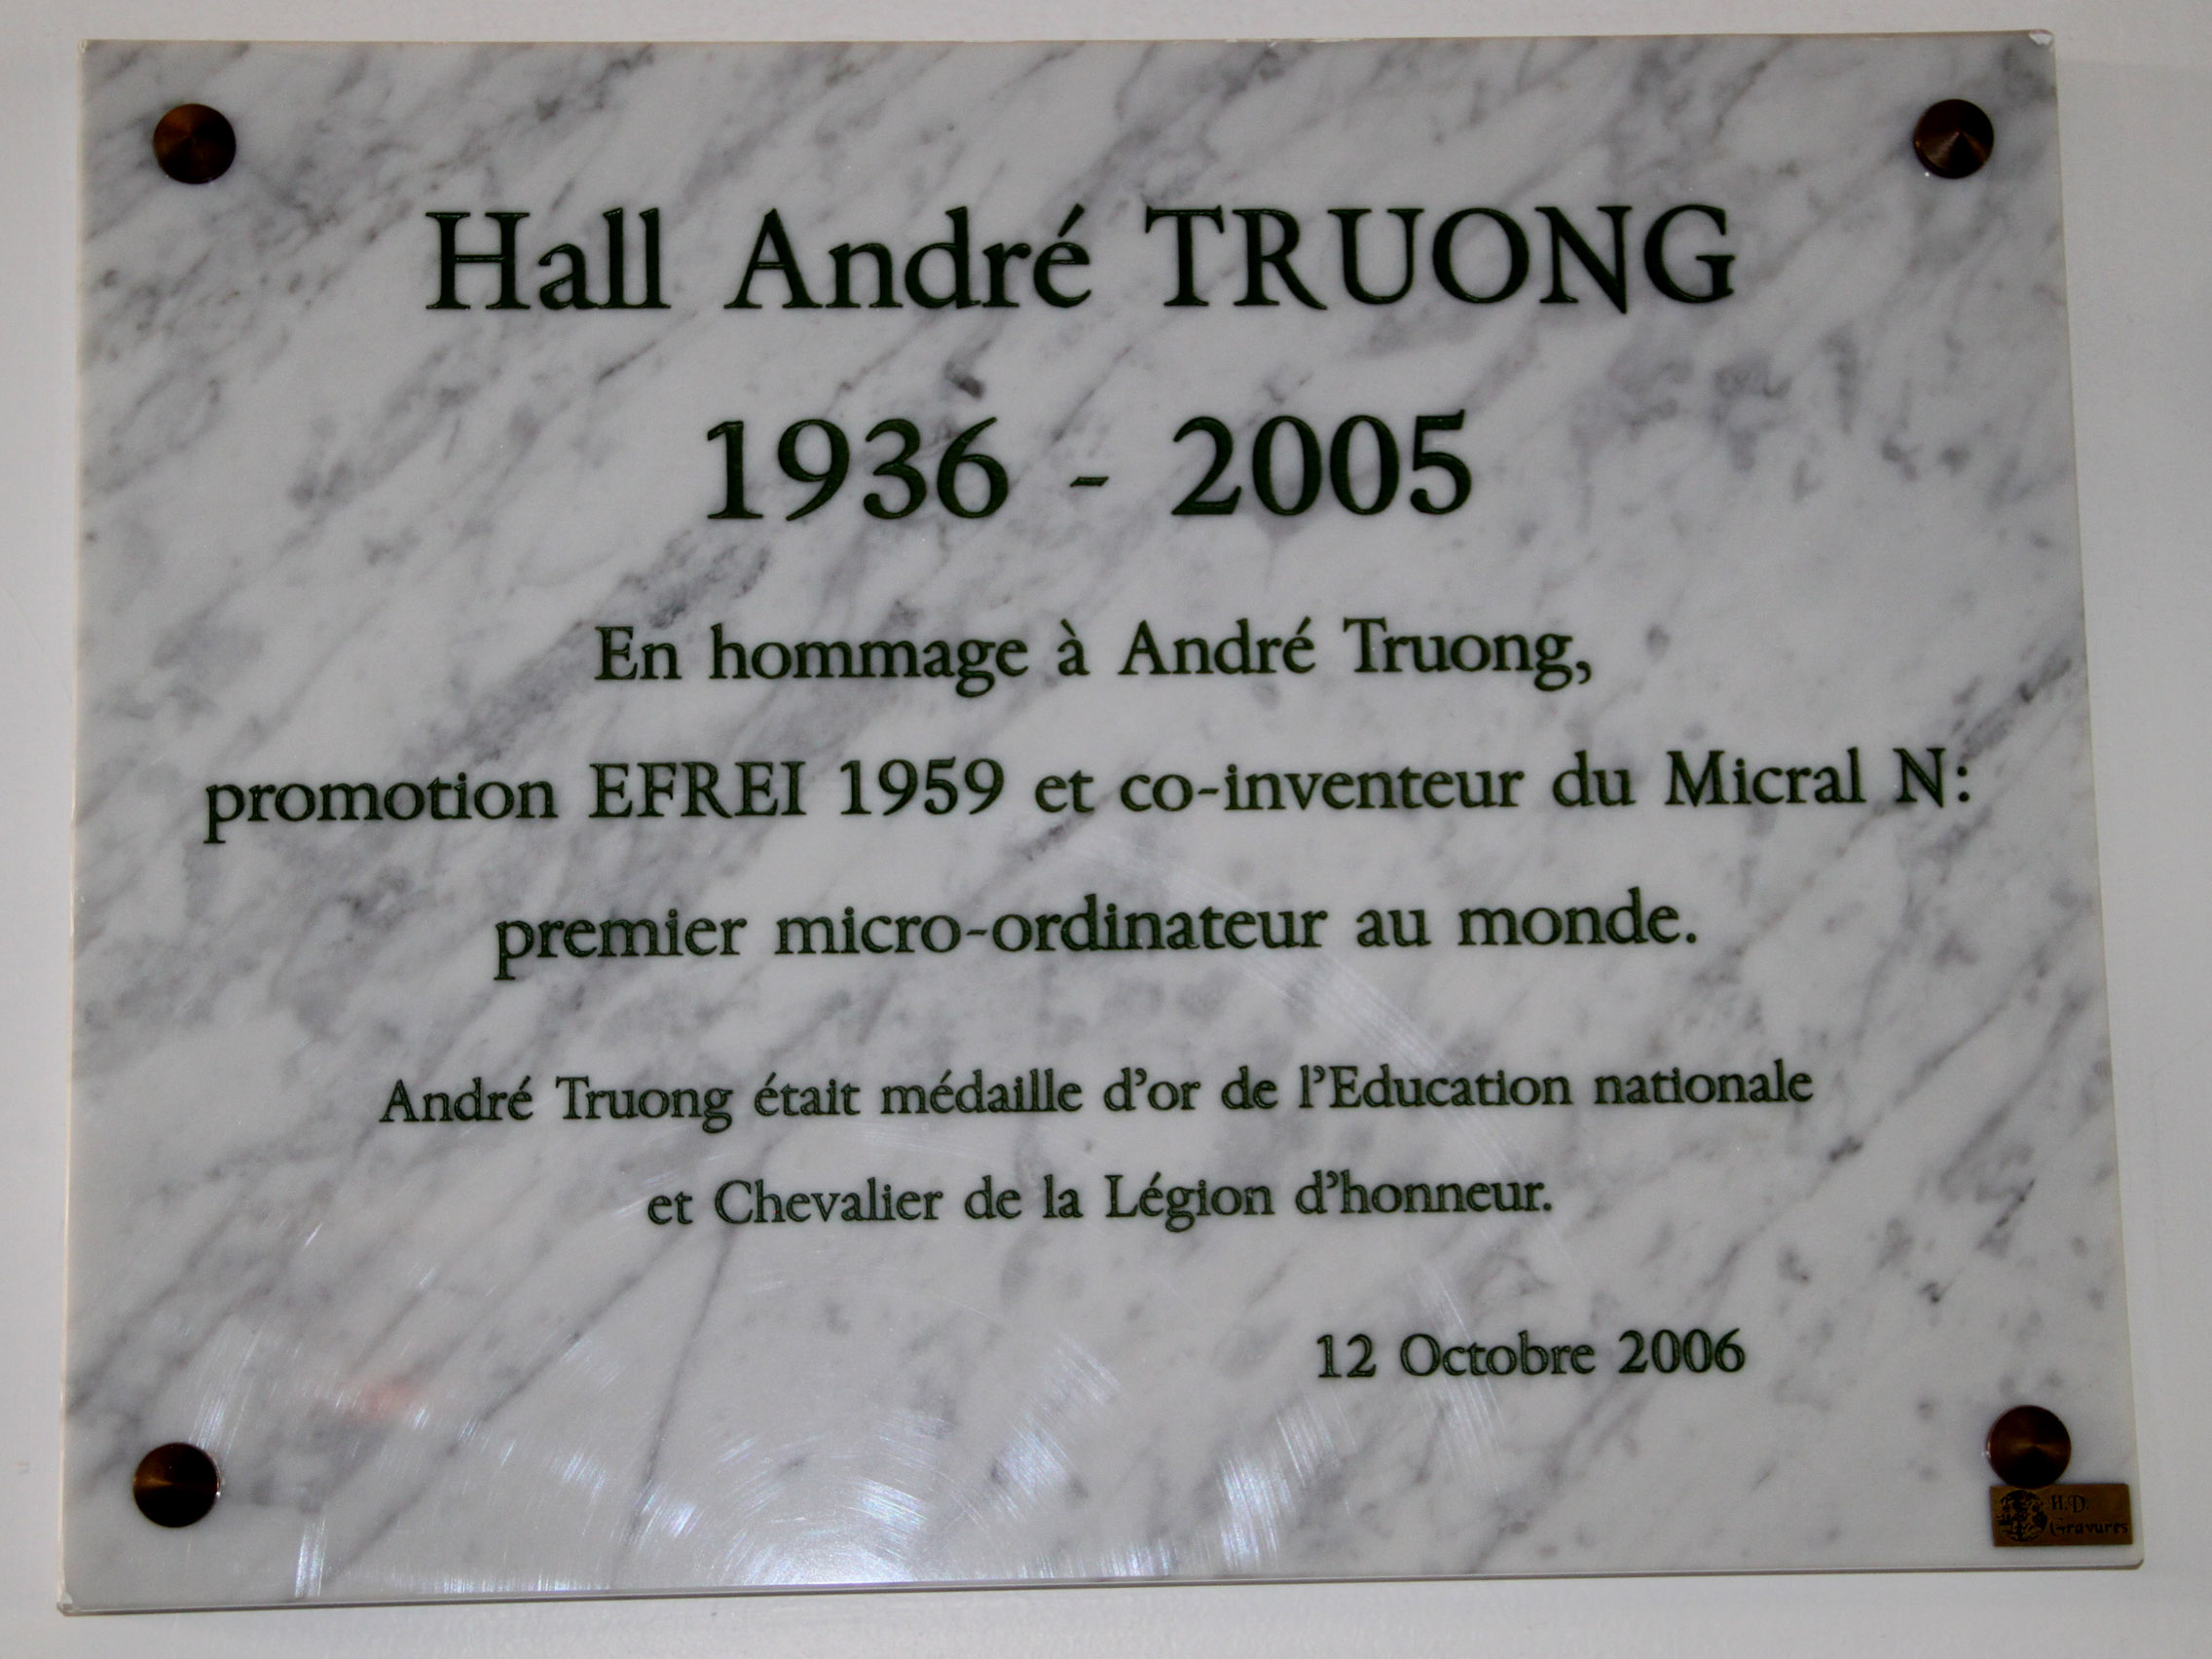 Hall André TRUONG
1936 - 2005
En hommage à André Truong,
promotion EFREI 1959 et co-inventeur du Micral N:
premier micro-ordinateur au monde.
André Truong était médaille d'or de l'Education nationale
et Chevalier de la Légion d'honneur.
12 Octobre 2006
H.D.
Gravures